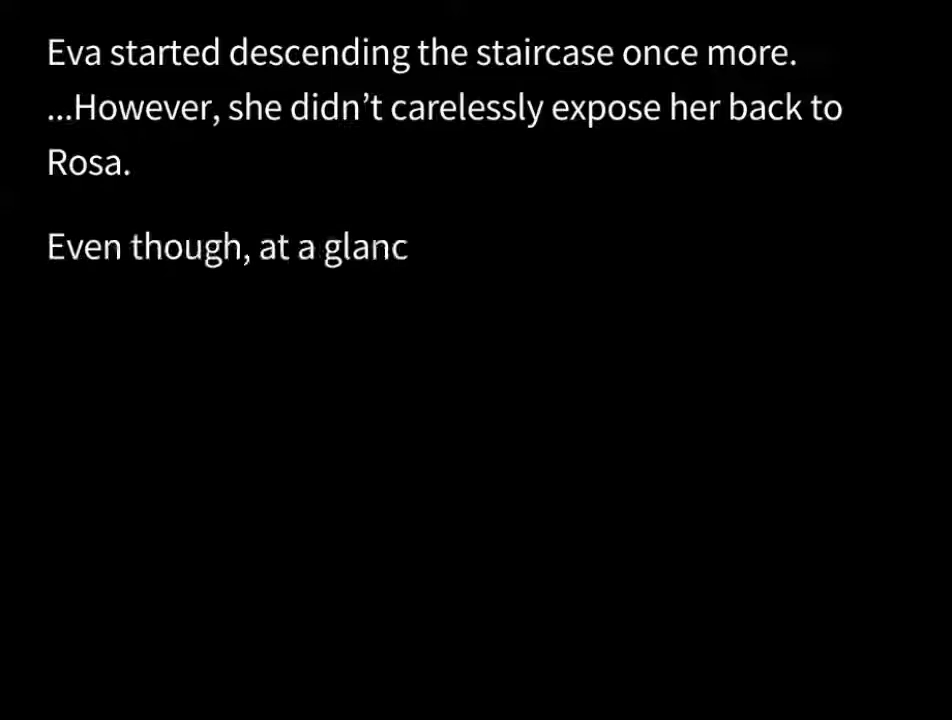 Eva started descending the staircase once more.
...However, she didn’t carelessly expose her back to
Rosa.
Even though, at a glanc